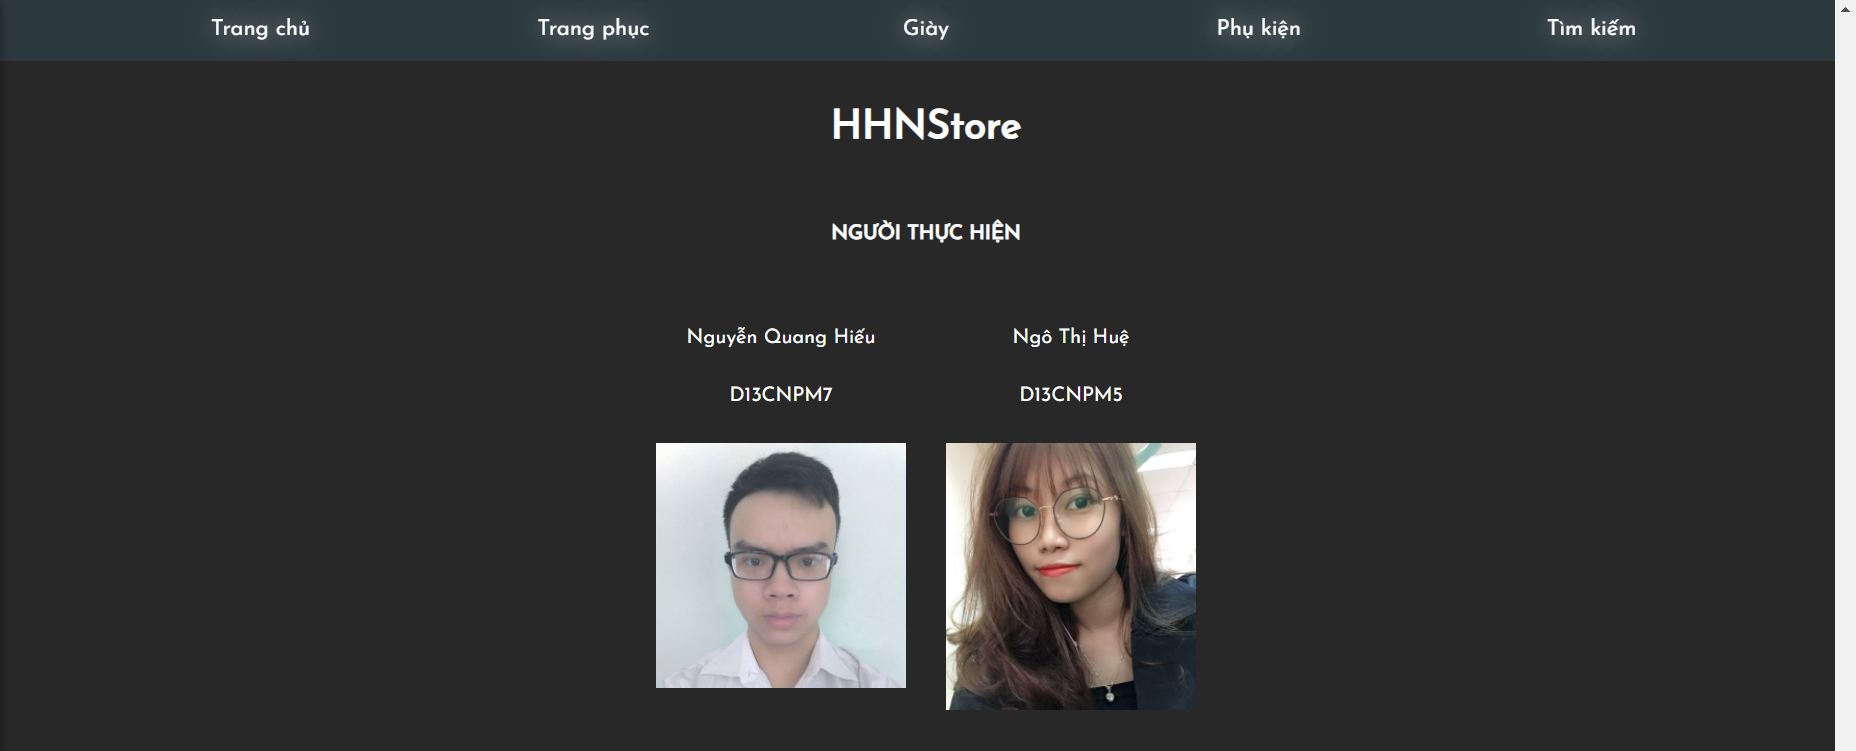 Trang chủ Trang phục Giày Phụ kiện Tìm kiếm
HHNStore
NGƯỜI THỰC HIỆN
Nguyễn Quang Hiếu Ngô Thị Huệ
D13CNPM7 D13CNPM5